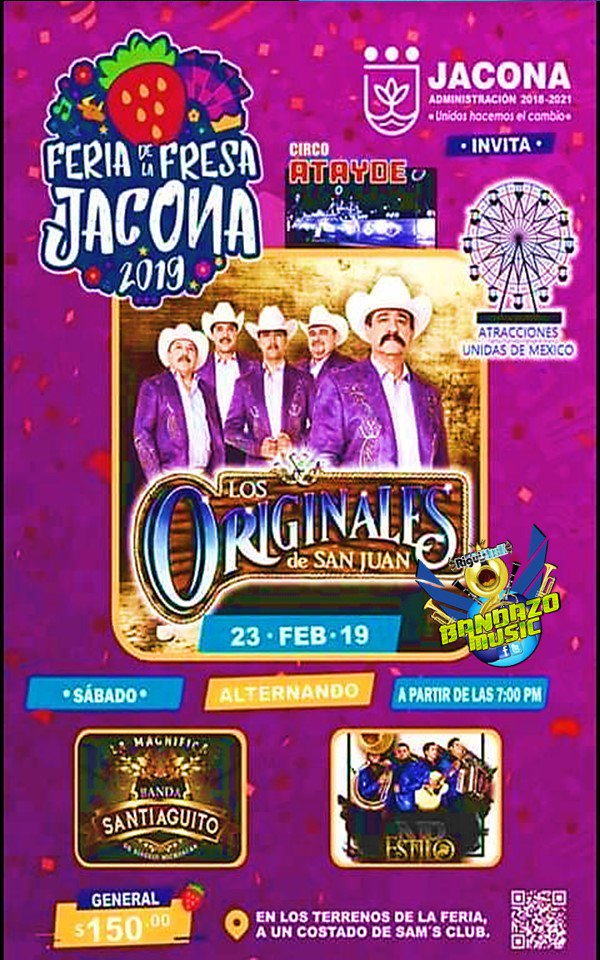 FERIA DE LA FRESA
JACONA
2019
JACONA
ADMINISTRACIÓN 2018-2021
•Unidos hacemos el cambio•
• INVITA •
CIRCO
ATAYDE
ATRACCIONES
UNIDAS DE MEXICO
LOS
ORIGINALES
de SAN JUAN
BANDAZO
MUSIC
23 · FEB · 19
• SÁBADO •
ALTERNANDO
A PARTIR DE LAS 7:00 PM
LA MAGNIFICA
BANDA
SANTIAGUITO
ESTILO
GENERAL
$150.00
EN LOS TERRENOS DE LA FERIA,
A UN COSTADO DE SAM´S CLUB.